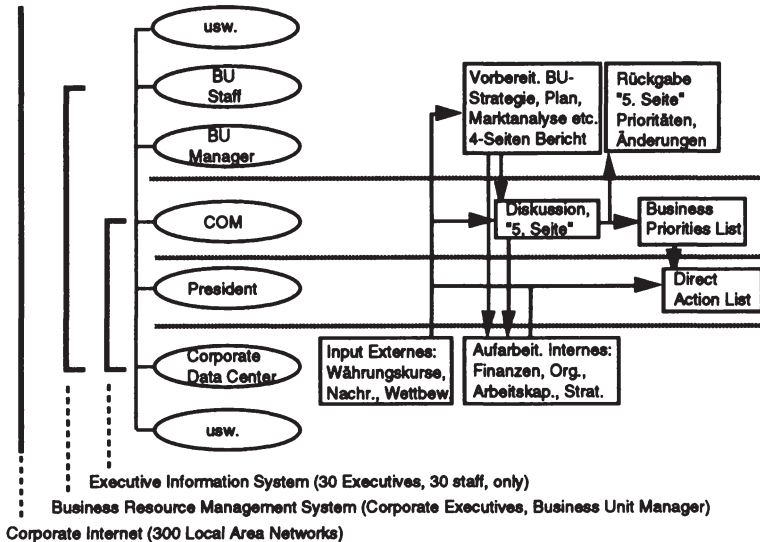 usw.
BU
Staff
BU
Manager
COM
President
Corporate
Data Center
usw.
Vorbereit. BU-
Strategie, Plan,
Marktanalyse etc.
4-Seiten Bericht
Rückgabe
"5. Seite"
Prioritäten,
Änderungen
Diskussion,
"5. Seite"
Business
Priorities List
Direct
Action List
Input Externes:
Währungskurse,
Nachr., Wettbew.
Aufarbeit. Internes:
Finanzen, Org.,
Arbeitskap., Strat.
Executive Information System (30 Executives, 30 staff, only)
Business Resource Management System (Corporate Executives, Business Unit Manager)
Corporate Internet (300 Local Area Networks)